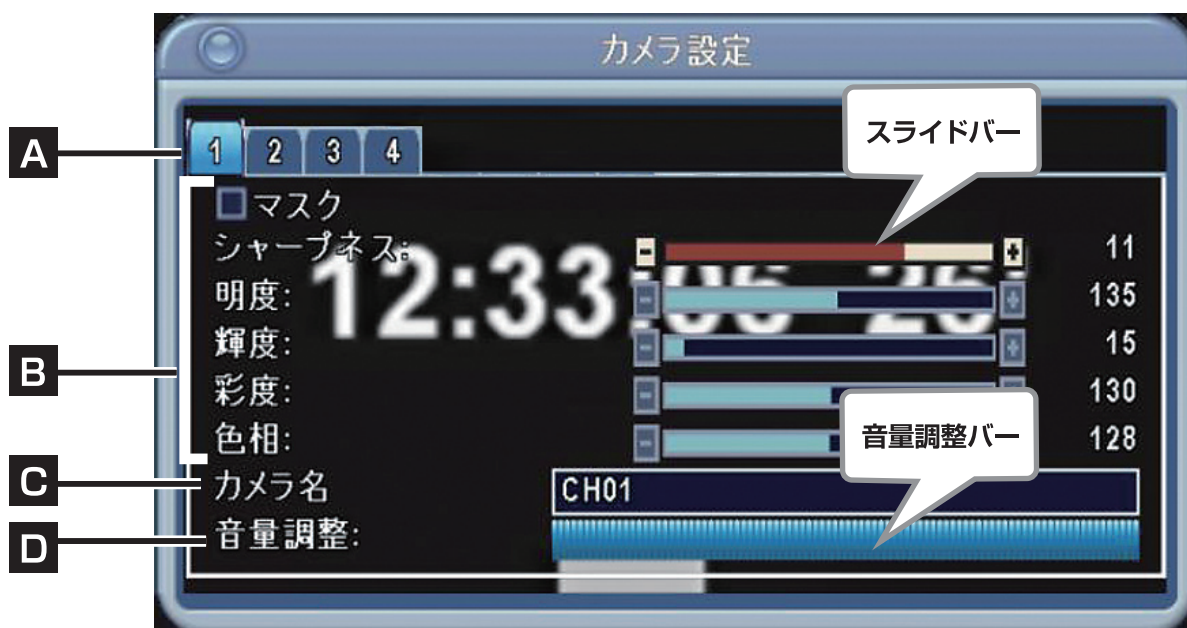 カメラ設定
スライドバー
A
1 2 3 4
マスク
シャープネス: - + 11
12:33:06 26
明度: - + 135
輝度: - + 15
B
彩度: - 130
色相: - 128
音量調整バー
C
カメラ名 CH01
D
音量調整: